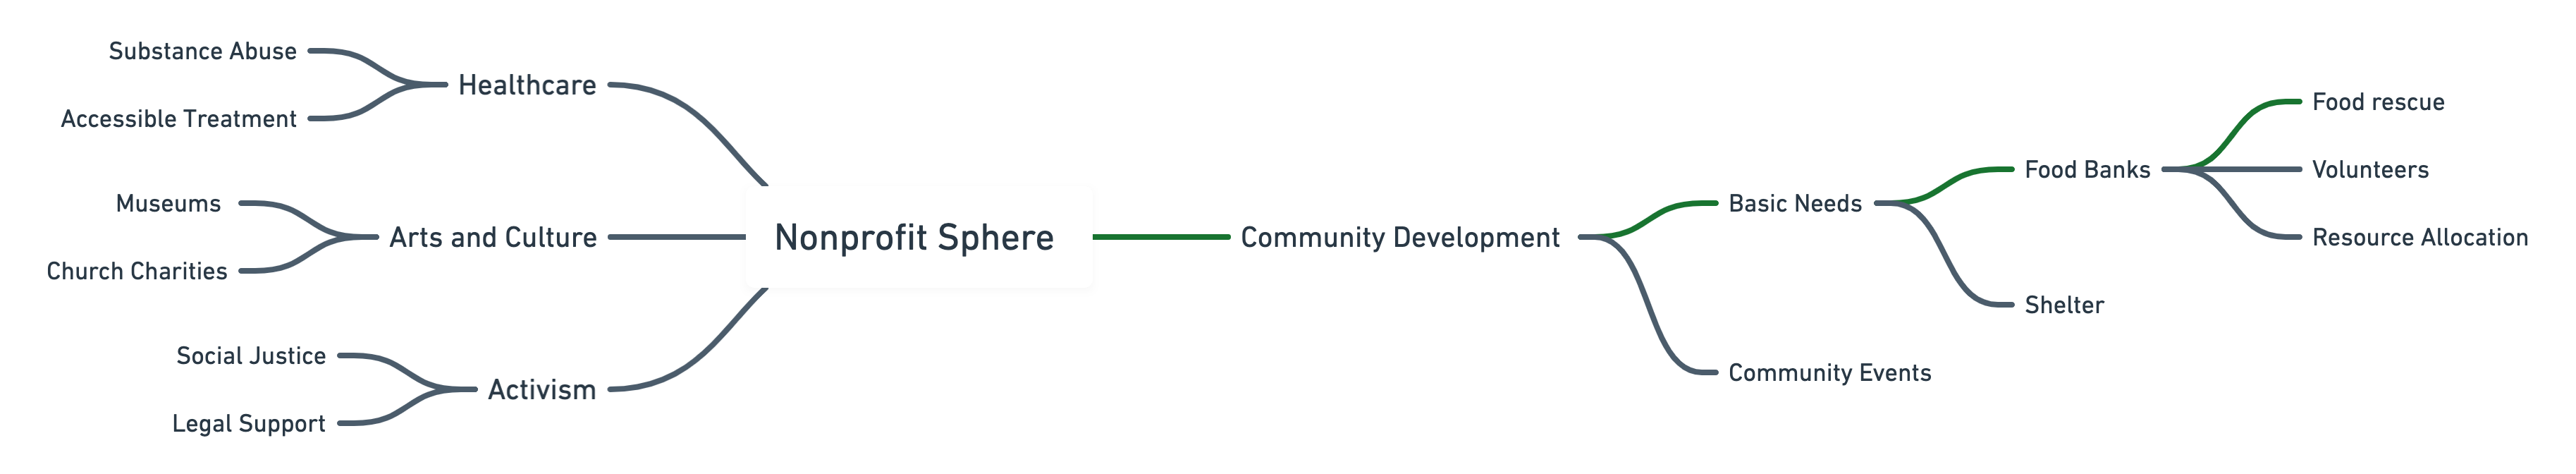 Substance Abuse
Accessible Treatment
Healthcare
Museums
Church Charities
Arts and Culture
Social Justice
Legal Support
Activism
Nonprofit Sphere
Community Development
Basic Needs
Food Banks
Food rescue
Volunteers
Resource Allocation
Shelter
Community Events